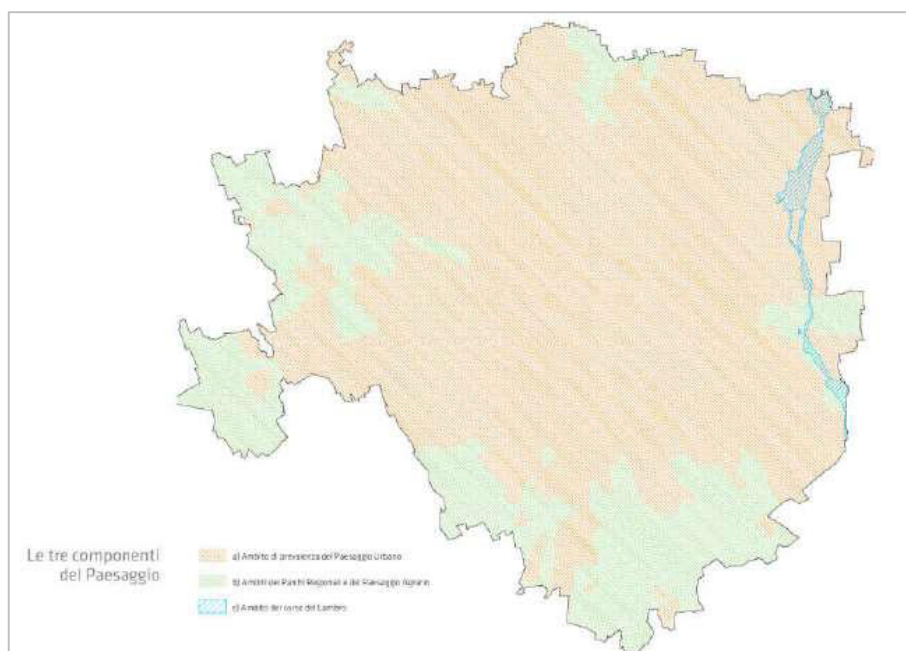 Le tre componenti
del Paesaggio
a) Ambito di prevalenza del Paesaggio Urbano
b) Ambiti dei Parchi Regionali e del Paesaggio Agrario
c) Ambito del corso del Lambro